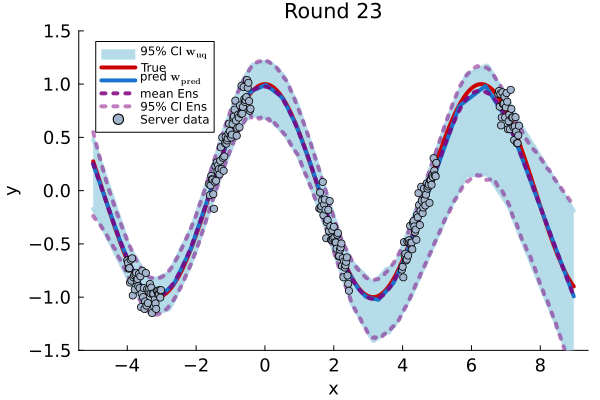 Round 23
1.5
1.0
0.5
0.0
−0.5
−1.0
−1.5
y
95% CI w_uq
True
pred w_pred
mean Ens
95% CI Ens
Server data
−4 −2 0 2 4 6 8
x